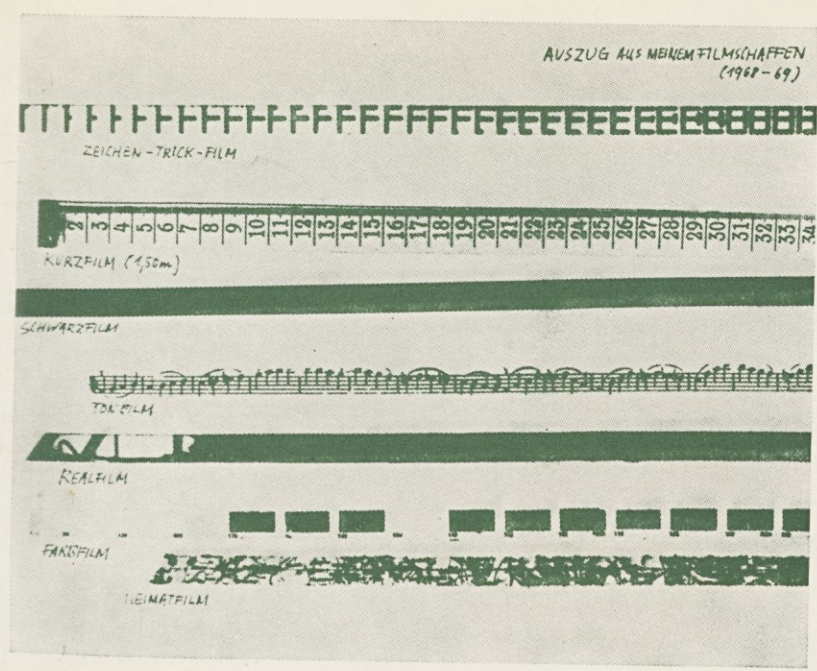 AUSZUG AUS MEINEM FILMSCHAFFEN
(1968-69)
ZEICHEN-TRICK-FILM
2 3 4 5 6 7 8 9 10 11 12 13 14 15 16 17 18 19 20 21 22 23 24 25 26 27 28 29 30 31 32 33 34
KURZFILM (1,50m)
SCHWARZFILM
TONFILM
REALFILM
FARBFILM
HEIMATFILM